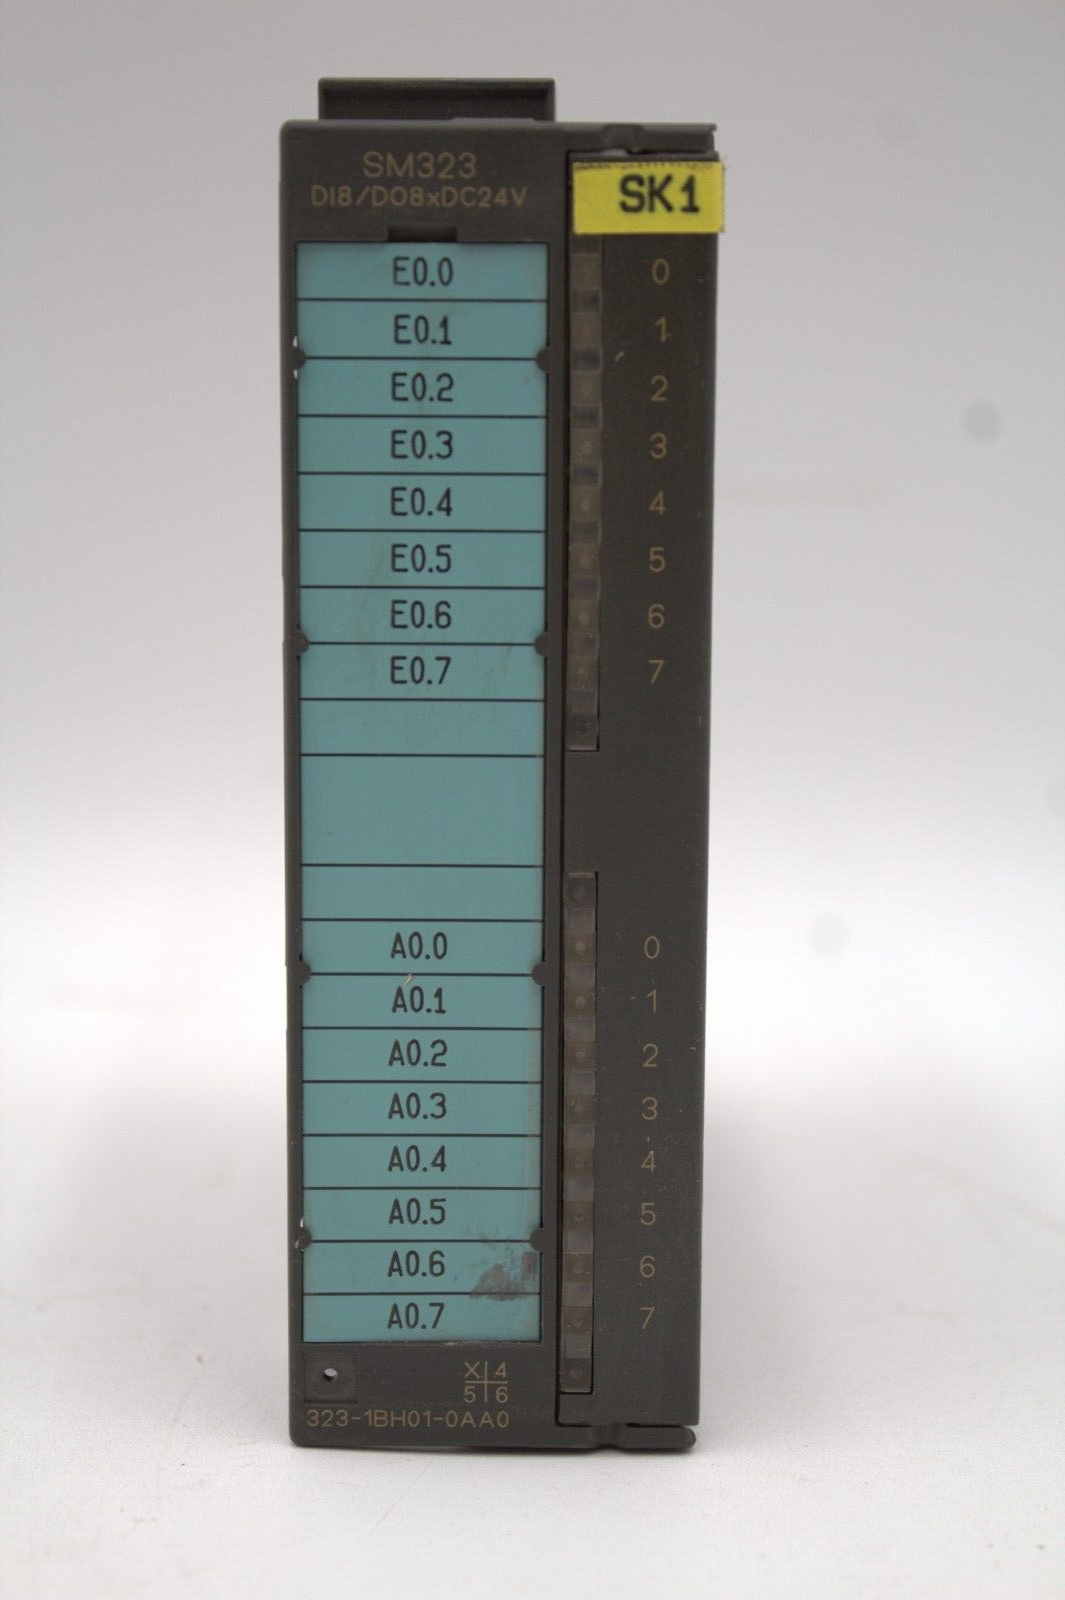 SM323
DI8/DO8xDC24V
SK1
E0.0
E0.1
E0.2
E0.3
E0.4
E0.5
E0.6
E0.7
A0.0
A0.1
A0.2
A0.3
A0.4
A0.5
A0.6
A0.7
0
1
2
3
4
5
6
7
0
1
2
3
4
5
6
7
X 4
5 6
323-1BH01-0AA0